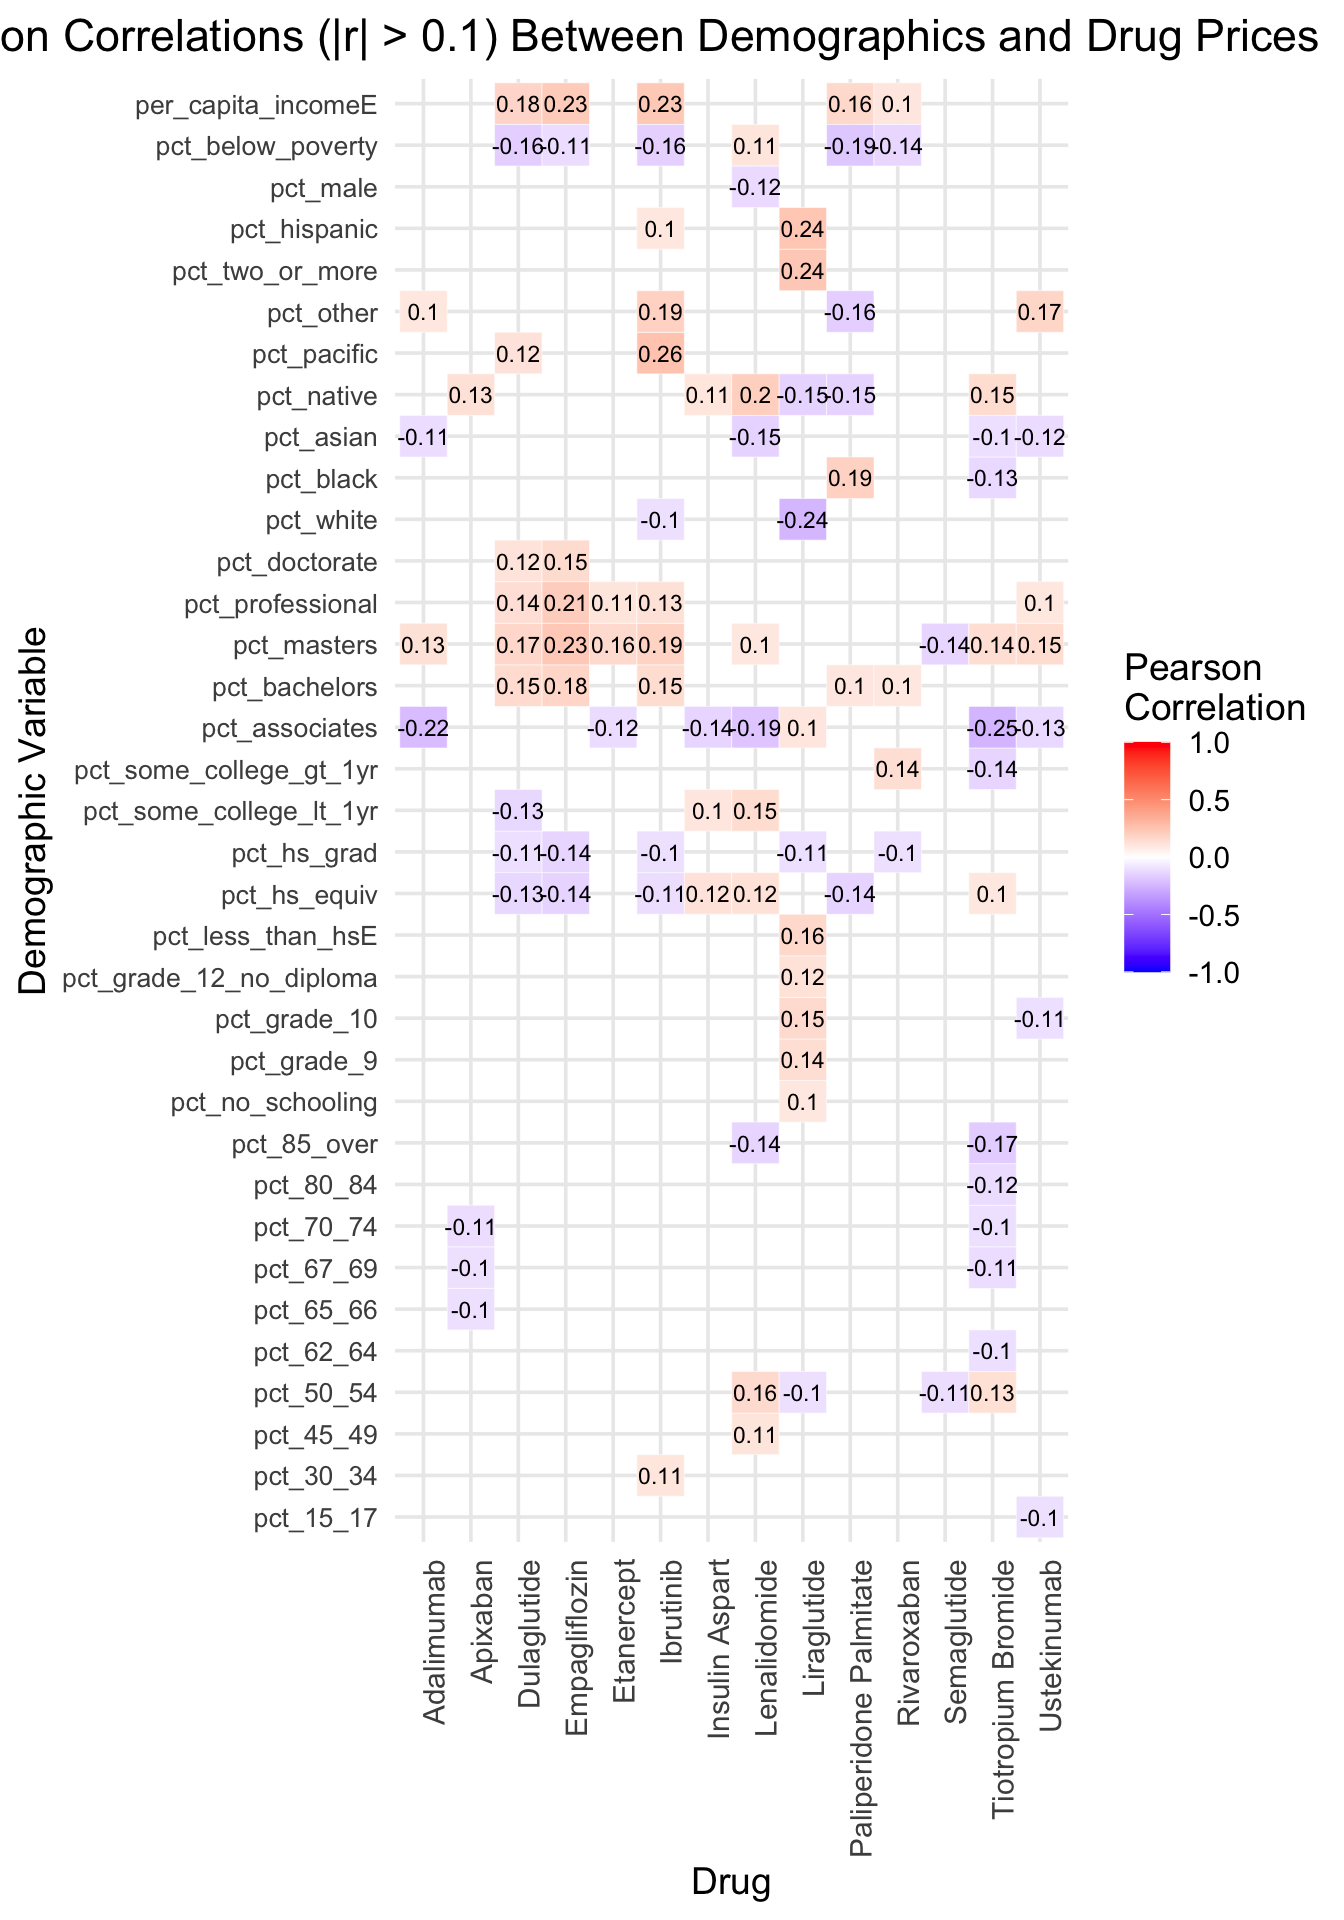 on Correlations (|r| > 0.1) Between Demographics and Drug Prices
per_capita_incomeE 0.18 0.23 0.23 0.16 0.1
pct_below_poverty -0.16 -0.11 -0.16 0.11 -0.19 -0.14
pct_male -0.12
pct_hispanic 0.1 0.24
pct_two_or_more 0.24
pct_other 0.1 0.19 -0.16 0.17
pct_pacific 0.12 0.26
pct_native 0.13 0.11 0.2 -0.15 -0.15 0.15
pct_asian -0.11 -0.15 -0.1 -0.12
pct_black 0.19 -0.13
pct_white -0.1 -0.24
pct_doctorate 0.12 0.15
pct_professional 0.14 0.21 0.11 0.13 0.1
pct_masters 0.13 0.17 0.23 0.16 0.19 0.1 -0.14 0.14 0.15
pct_bachelors 0.15 0.18 0.15 0.1 0.1
pct_associates -0.22 -0.12 -0.14 -0.19 0.1 -0.25 -0.13
pct_some_college_gt_1yr 0.14 -0.14
pct_some_college_lt_1yr -0.13 0.1 0.15
pct_hs_grad -0.11 -0.14 -0.1 -0.11 -0.1
pct_hs_equiv -0.13 -0.14 -0.11 0.12 0.12 -0.14 0.1
pct_less_than_hsE 0.16
pct_grade_12_no_diploma 0.12
pct_grade_10 0.15 -0.11
pct_grade_9 0.14
pct_no_schooling 0.1
pct_85_over -0.14 -0.17
pct_80_84 -0.12
pct_70_74 -0.11 -0.1
pct_67_69 -0.1 -0.11
pct_65_66 -0.1
pct_62_64 -0.1
pct_50_54 0.16 -0.1 -0.11 0.13
pct_45_49 0.11
pct_30_34 0.11
pct_15_17 -0.1
Demographic Variable
Adalimumab
Apixaban
Dulaglutide
Empagliflozin
Etanercept
Ibrutinib
Insulin Aspart
Lenalidomide
Liraglutide
Paliperidone Palmitate
Rivaroxaban
Semaglutide
Tiotropium Bromide
Ustekinumab
Drug
Pearson
Correlation
1.0
0.5
0.0
-0.5
-1.0